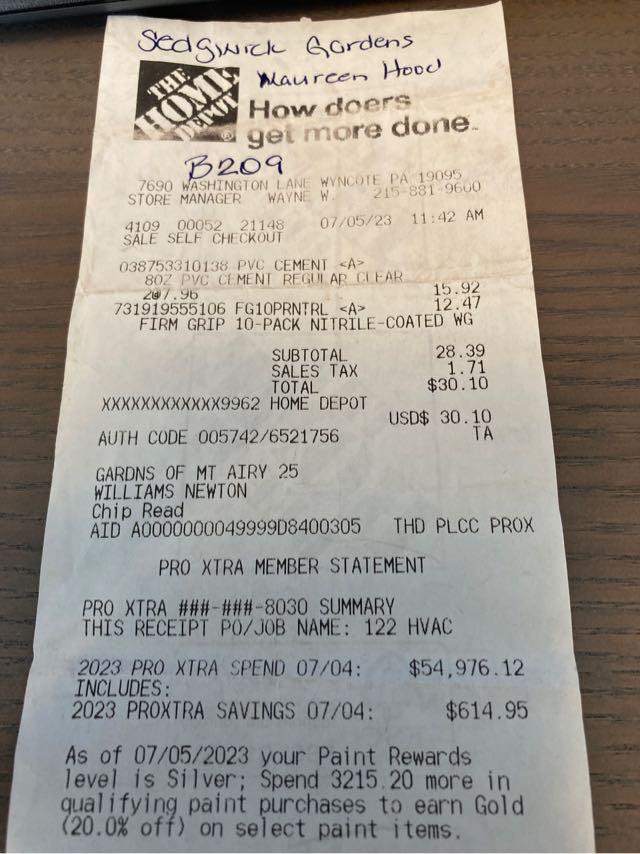 Sedgwick Gardens
Maureen Hood
THE HOME DEPOT
How doers
get more done.
B209
7690 WASHINGTON LANE WYNCOTE PA 19095
STORE MANAGER WAYNE W. 215-881-9600
4109 00052 21148 07/05/23 11:42 AM
SALE SELF CHECKOUT
038753310138 PVC CEMENT <A>
8OZ PVC CEMENT REGULAR CLEAR
2@7.96 15.92
731919555106 FG10PRNTRL <A> 12.47
FIRM GRIP 10-PACK NITRILE-COATED WG
SUBTOTAL 28.39
SALES TAX 1.71
TOTAL $30.10
XXXXXXXXXXXX9962 HOME DEPOT
USD$ 30.10
AUTH CODE 005742/6521756 TA
GARDNS OF MT AIRY 25
WILLIAMS NEWTON
Chip Read
AID A0000000049999D8400305 THD PLCC PROX
PRO XTRA MEMBER STATEMENT
PRO XTRA ###-###-8030 SUMMARY
THIS RECEIPT PO/JOB NAME: 122 HVAC
2023 PRO XTRA SPEND 07/04: $54,976.12
INCLUDES:
2023 PROXTRA SAVINGS 07/04: $614.95
As of 07/05/2023 your Paint Rewards
level is Silver; Spend 3215.20 more in
qualifying paint purchases to earn Gold
(20.0% off) on select paint items.